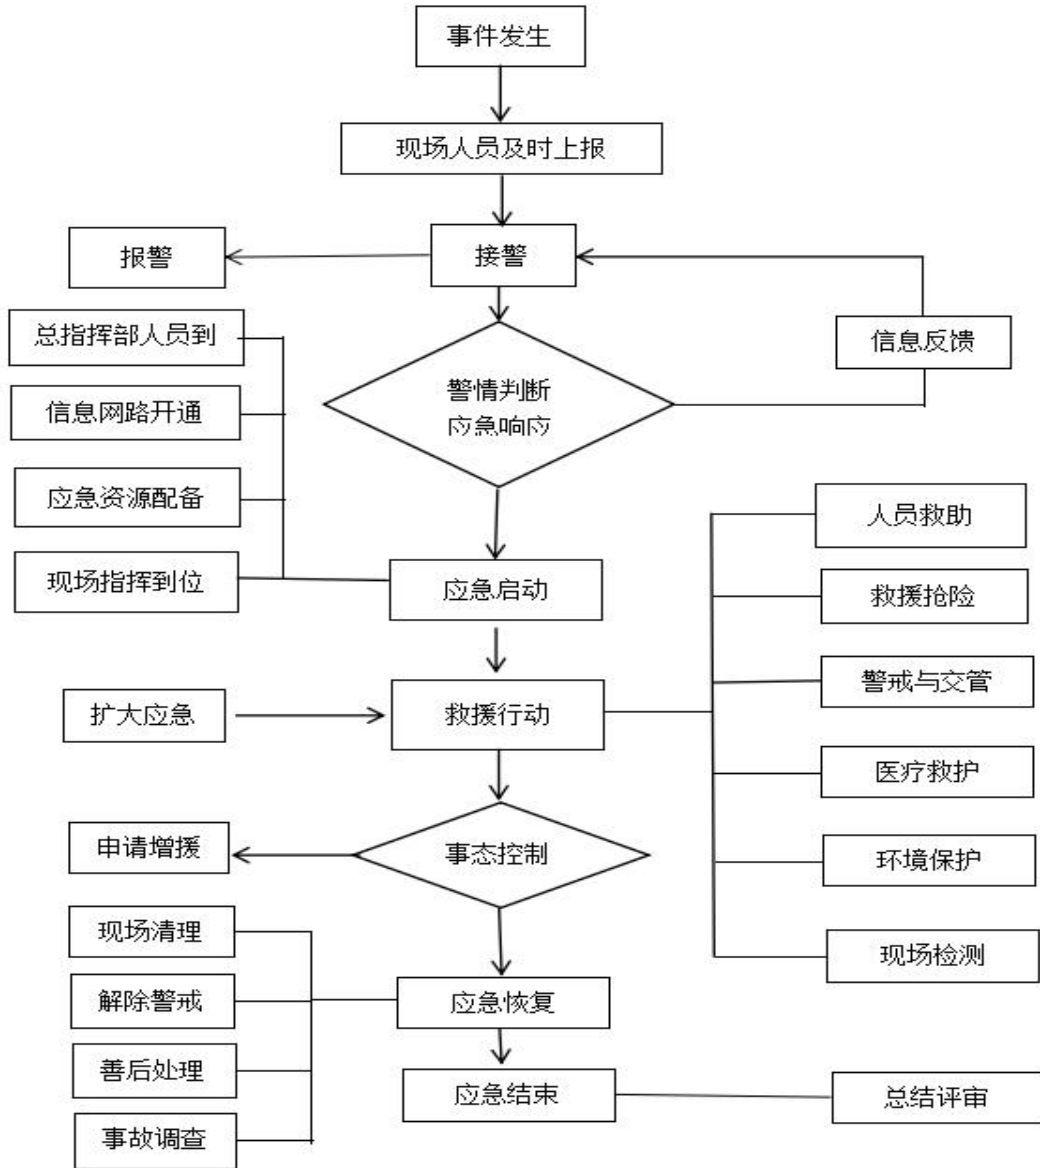 事件发生
现场人员及时上报
报警
接警
总指挥部人员到
信息反馈
警情判断
应急响应
信息网路开通
应急资源配备
人员救助
现场指挥到位
应急启动
救援抢险
警戒与交管
扩大应急
救援行动
医疗救护
申请增援
事态控制
环境保护
现场清理
现场检测
解除警戒
应急恢复
善后处理
应急结束
总结评审
事故调查